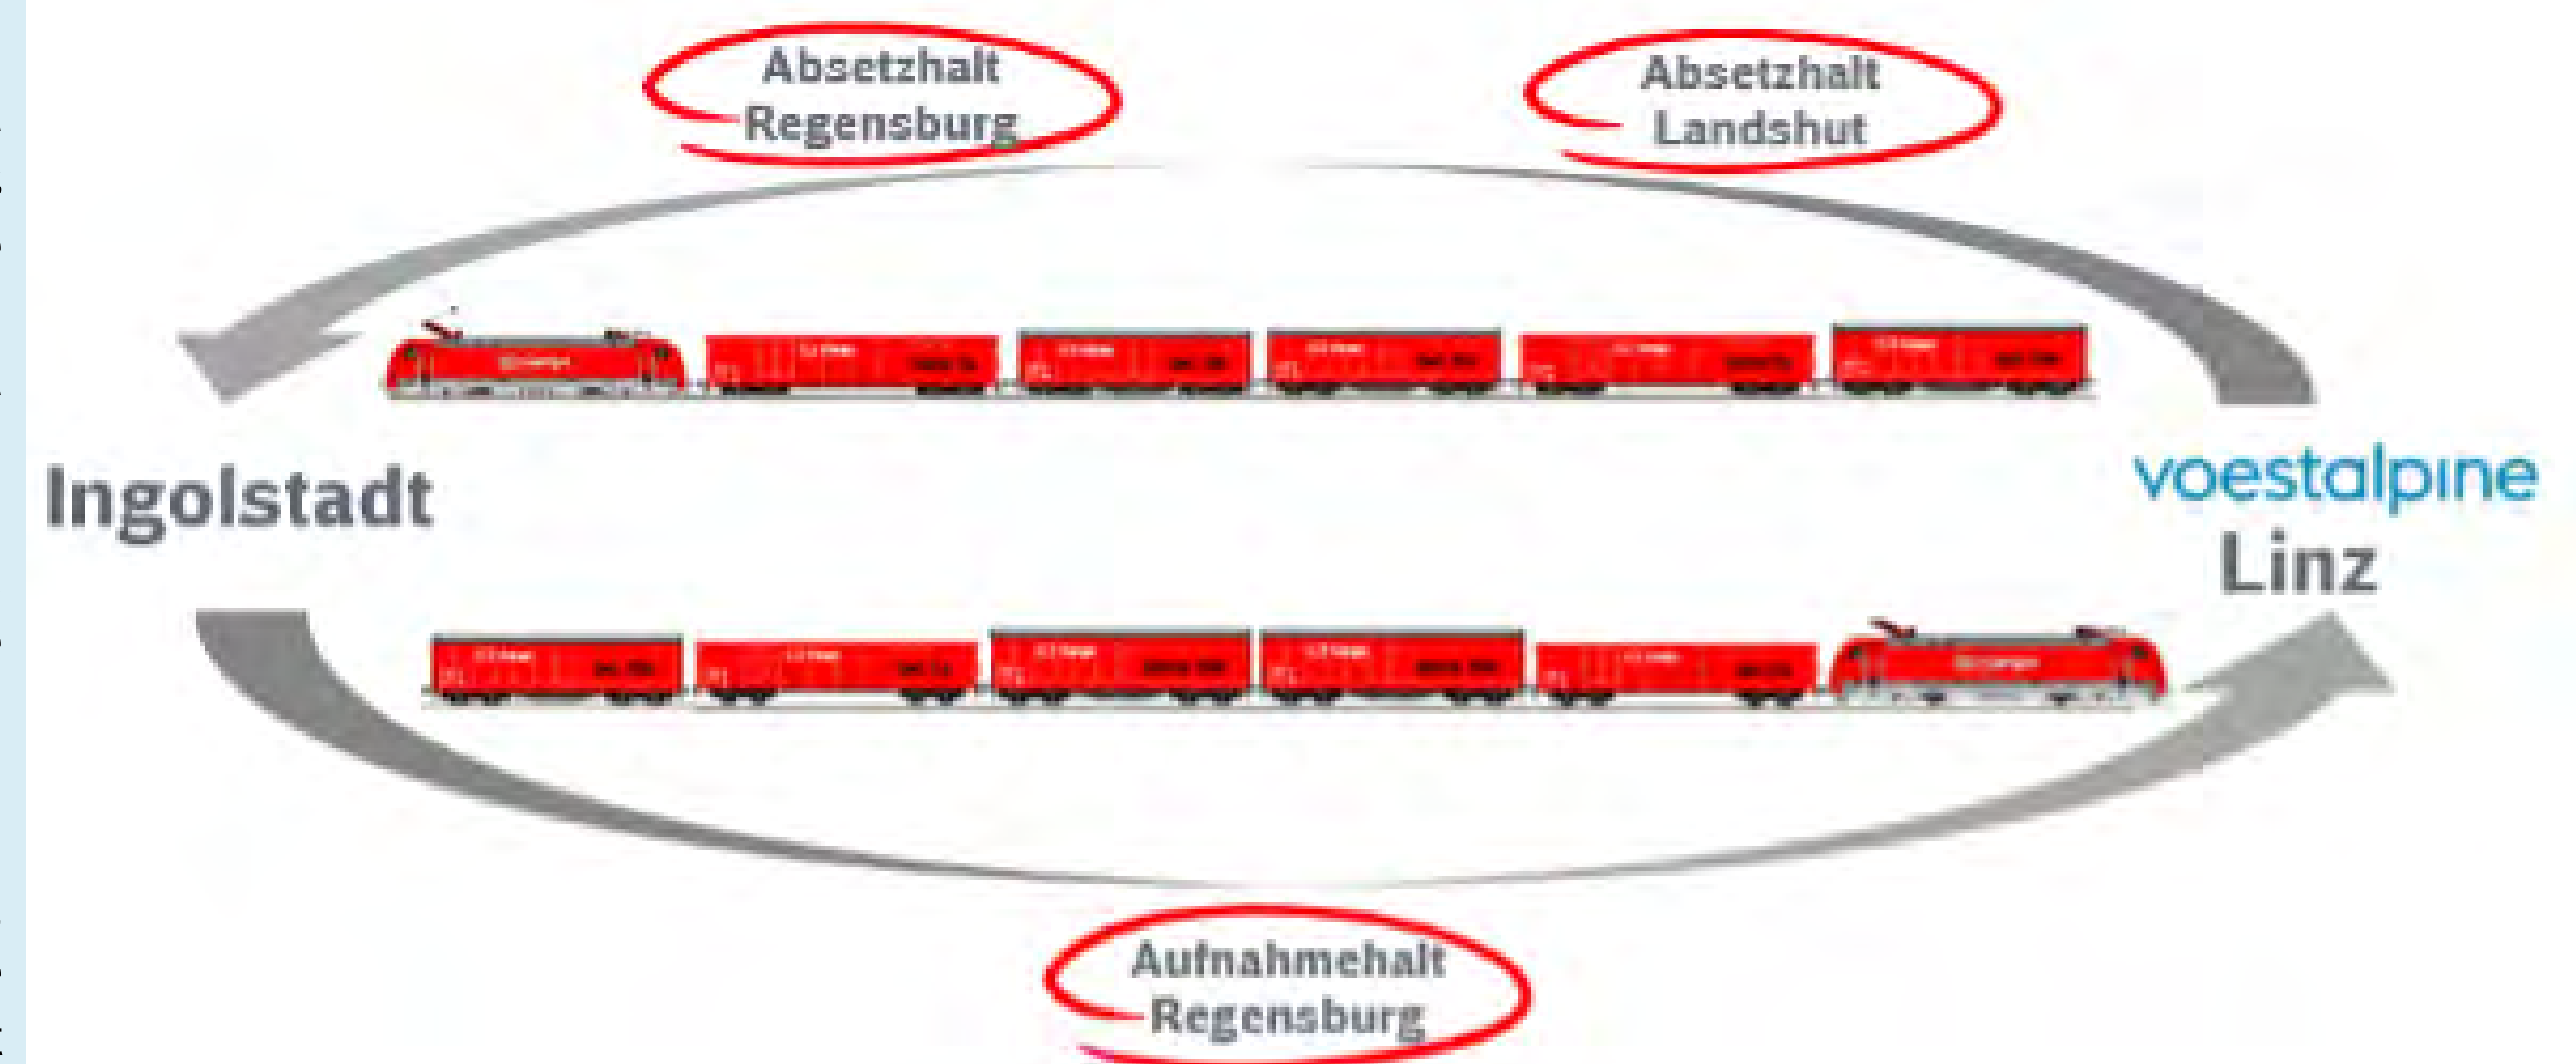 Absetzhalt
Regensburg
Absetzhalt
Landshut
Ingolstadt
voestalpine
Linz
Aufnahmehalt
Regensburg